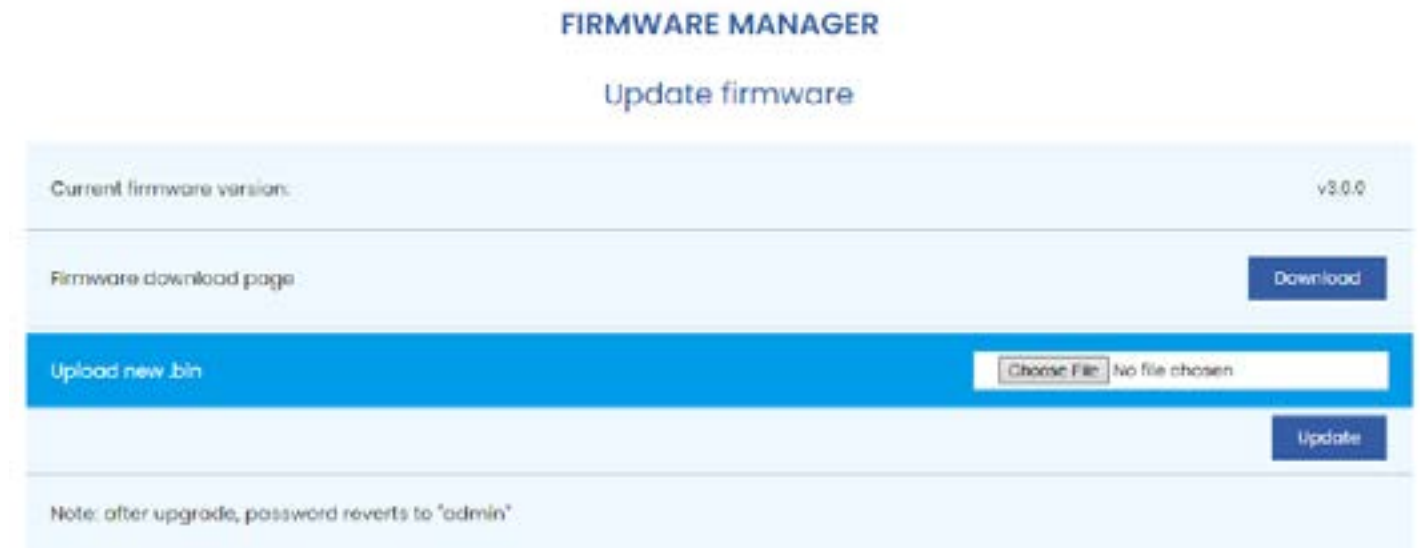 FIRMWARE MANAGER
Update firmware
Current firmware version: v3.0.0
Firmware download page Download
Upload new .bin Choose File No file chosen
Update
Note: after upgrade, password reverts to "admin"